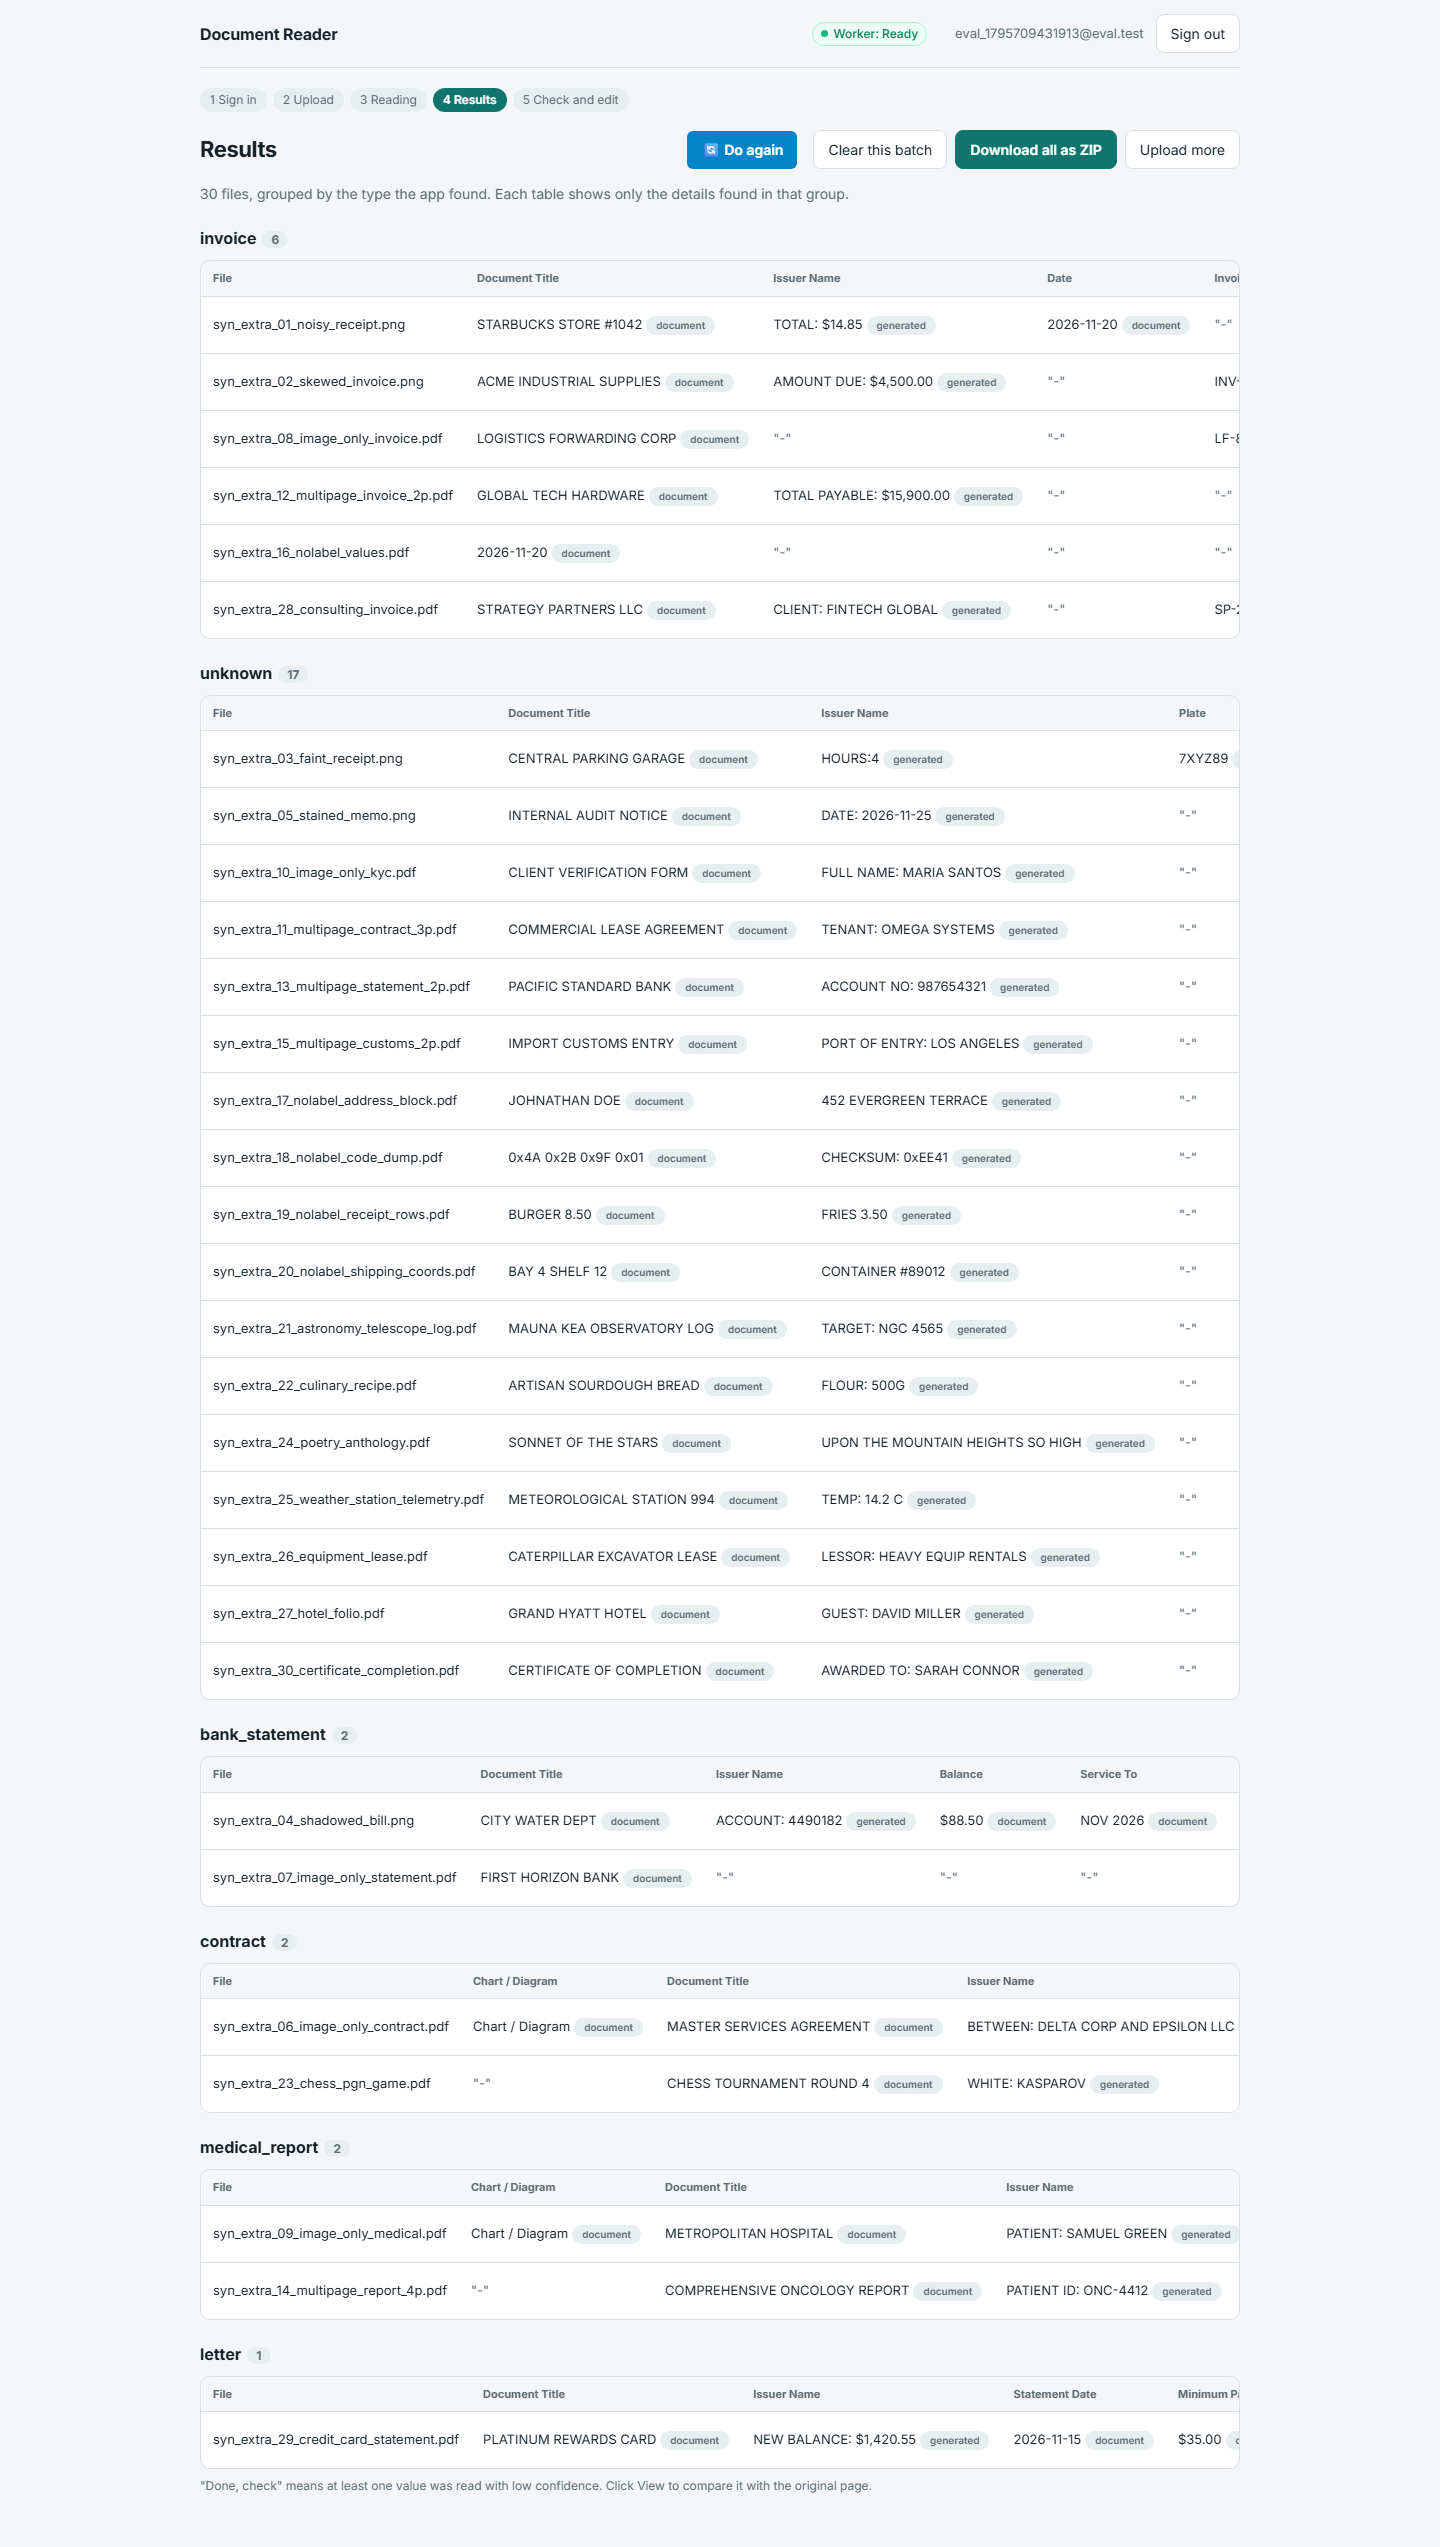 Document Reader Worker: Ready eval_1795709431913@eval.test Sign out
1 Sign in 2 Upload 3 Reading 4 Results 5 Check and edit
Results Do again Clear this batch Download all as ZIP Upload more
30 files, grouped by the type the app found. Each table shows only the details found in that group.
invoice 6
File Document Title Issuer Name Date Invoi
syn_extra_01_noisy_receipt.png STARBUCKS STORE #1042 document TOTAL: $14.85 generated 2026-11-20 document "-"
syn_extra_02_skewed_invoice.png ACME INDUSTRIAL SUPPLIES document AMOUNT DUE: $4,500.00 generated "-" INV-
syn_extra_08_image_only_invoice.pdf LOGISTICS FORWARDING CORP document "-" "-" LF-8
syn_extra_12_multipage_invoice_2p.pdf GLOBAL TECH HARDWARE document TOTAL PAYABLE: $15,900.00 generated "-" "-"
syn_extra_16_nolabel_values.pdf 2026-11-20 document "-" "-" "-"
syn_extra_28_consulting_invoice.pdf STRATEGY PARTNERS LLC document CLIENT: FINTECH GLOBAL generated "-" SP-2
unknown 17
File Document Title Issuer Name Plate
syn_extra_03_faint_receipt.png CENTRAL PARKING GARAGE document HOURS:4 generated 7XYZ89
syn_extra_05_stained_memo.png INTERNAL AUDIT NOTICE document DATE: 2026-11-25 generated "-"
syn_extra_10_image_only_kyc.pdf CLIENT VERIFICATION FORM document FULL NAME: MARIA SANTOS generated "-"
syn_extra_11_multipage_contract_3p.pdf COMMERCIAL LEASE AGREEMENT document TENANT: OMEGA SYSTEMS generated "-"
syn_extra_13_multipage_statement_2p.pdf PACIFIC STANDARD BANK document ACCOUNT NO: 987654321 generated "-"
syn_extra_15_multipage_customs_2p.pdf IMPORT CUSTOMS ENTRY document PORT OF ENTRY: LOS ANGELES generated "-"
syn_extra_17_nolabel_address_block.pdf JOHNATHAN DOE document 452 EVERGREEN TERRACE generated "-"
syn_extra_18_nolabel_code_dump.pdf 0x4A 0x2B 0x9F 0x01 document CHECKSUM: 0xEE41 generated "-"
syn_extra_19_nolabel_receipt_rows.pdf BURGER 8.50 document FRIES 3.50 generated "-"
syn_extra_20_nolabel_shipping_coords.pdf BAY 4 SHELF 12 document CONTAINER #89012 generated "-"
syn_extra_21_astronomy_telescope_log.pdf MAUNA KEA OBSERVATORY LOG document TARGET: NGC 4565 generated "-"
syn_extra_22_culinary_recipe.pdf ARTISAN SOURDOUGH BREAD document FLOUR: 500G generated "-"
syn_extra_24_poetry_anthology.pdf SONNET OF THE STARS document UPON THE MOUNTAIN HEIGHTS SO HIGH generated "-"
syn_extra_25_weather_station_telemetry.pdf METEOROLOGICAL STATION 994 document TEMP: 14.2 C generated "-"
syn_extra_26_equipment_lease.pdf CATERPILLAR EXCAVATOR LEASE document LESSOR: HEAVY EQUIP RENTALS generated "-"
syn_extra_27_hotel_folio.pdf GRAND HYATT HOTEL document GUEST: DAVID MILLER generated "-"
syn_extra_30_certificate_completion.pdf CERTIFICATE OF COMPLETION document AWARDED TO: SARAH CONNOR generated "-"
bank_statement 2
File Document Title Issuer Name Balance Service To
syn_extra_04_shadowed_bill.png CITY WATER DEPT document ACCOUNT: 4490182 generated $88.50 document NOV 2026 document
syn_extra_07_image_only_statement.pdf FIRST HORIZON BANK document "-" "-" "-"
contract 2
File Chart / Diagram Document Title Issuer Name
syn_extra_06_image_only_contract.pdf Chart / Diagram document MASTER SERVICES AGREEMENT document BETWEEN: DELTA CORP AND EPSILON LLC
syn_extra_23_chess_pgn_game.pdf "-" CHESS TOURNAMENT ROUND 4 document WHITE: KASPAROV generated
medical_report 2
File Chart / Diagram Document Title Issuer Name
syn_extra_09_image_only_medical.pdf Chart / Diagram document METROPOLITAN HOSPITAL document PATIENT: SAMUEL GREEN generated
syn_extra_14_multipage_report_4p.pdf "-" COMPREHENSIVE ONCOLOGY REPORT document PATIENT ID: ONC-4412 generated
letter 1
File Document Title Issuer Name Statement Date Minimum Pa
syn_extra_29_credit_card_statement.pdf PLATINUM REWARDS CARD document NEW BALANCE: $1,420.55 generated 2026-11-15 document $35.00
"Done, check" means at least one value was read with low confidence. Click View to compare it with the original page.